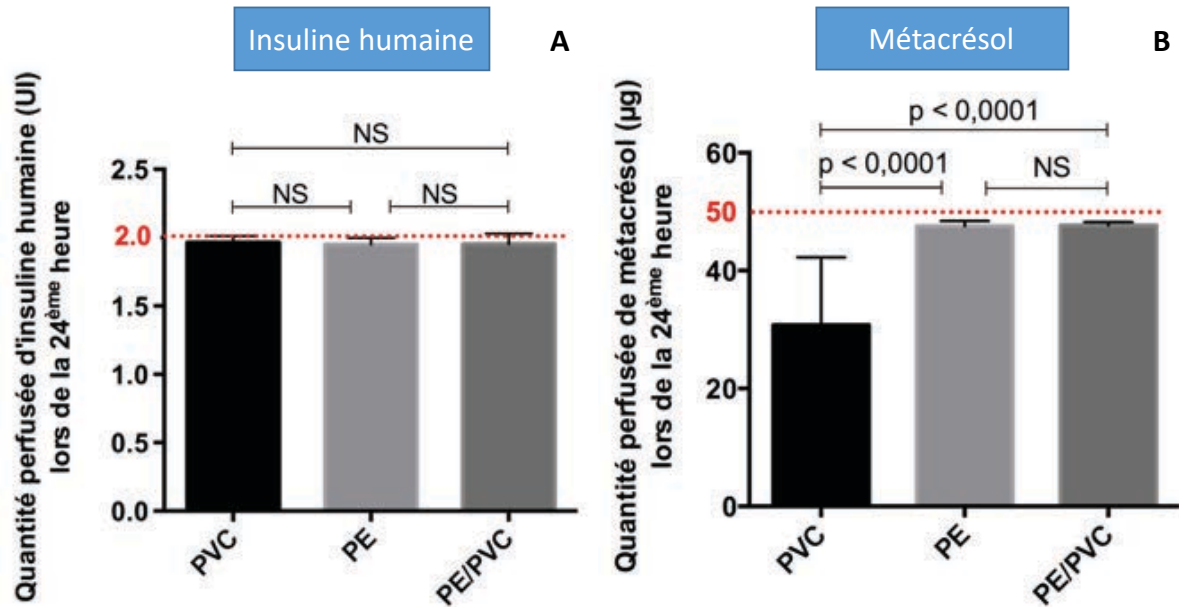 Insuline humaine
A
Quantité perfusée d'insuline humaine (UI)
lors de la 24ème heure
NS
NS
NS
2.5
2.0
1.5
1.0
0.5
0.0
PVC
PE
PE/PVC
Métacrésol
B
Quantité perfusée de métacrésol (µg)
lors de la 24ème heure
p < 0,0001
p < 0,0001
NS
60
50
40
20
0
PVC
PE
PE/PVC